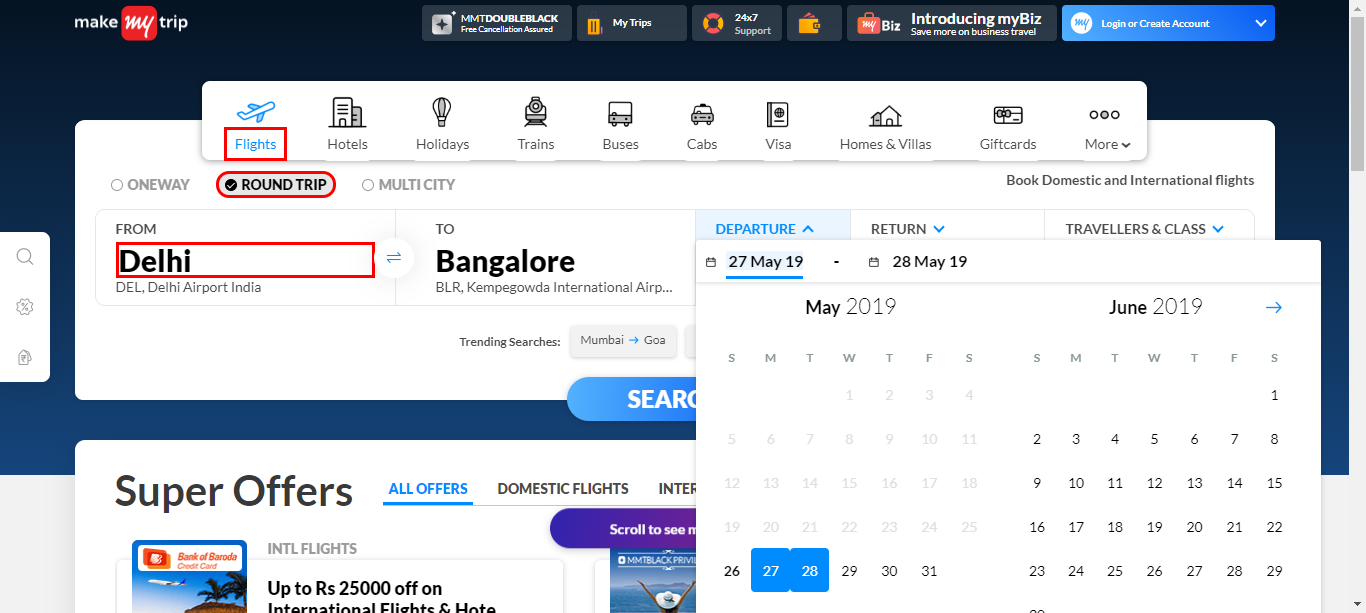 make my trip
MMTDOUBLEBLACK
Free Cancellation Assured
My Trips
24x7
Support
my Biz
Introducing myBiz
Save more on business travel
my
Login or Create Account
Flights
Hotels
Holidays
Trains
Buses
Cabs
Visa
Homes & Villas
Giftcards
More
ONEWAY
ROUND TRIP
MULTI CITY
Book Domestic and International flights
FROM
Delhi
DEL, Delhi Airport India
TO
Bangalore
BLR, Kempegowda International Airp...
DEPARTURE
RETURN
TRAVELLERS & CLASS
27 May 19 - 28 May 19
Trending Searches:
Mumbai → Goa
SEARC
May 2019
S M T W T F S
1 2 3 4
5 6 7 8 9 10 11
12 13 14 15 16 17 18
19 20 21 22 23 24 25
26 27 28 29 30 31
June 2019
S M T W T F S
1
2 3 4 5 6 7 8
9 10 11 12 13 14 15
16 17 18 19 20 21 22
23 24 25 26 27 28 29
Super Offers
ALL OFFERS
DOMESTIC FLIGHTS
INTER
Scroll to see m
Bank of Baroda
Credit Card
INTL FLIGHTS
Up to Rs 25000 off on
International Flights & Hote
MMTBLACK PRIVIL